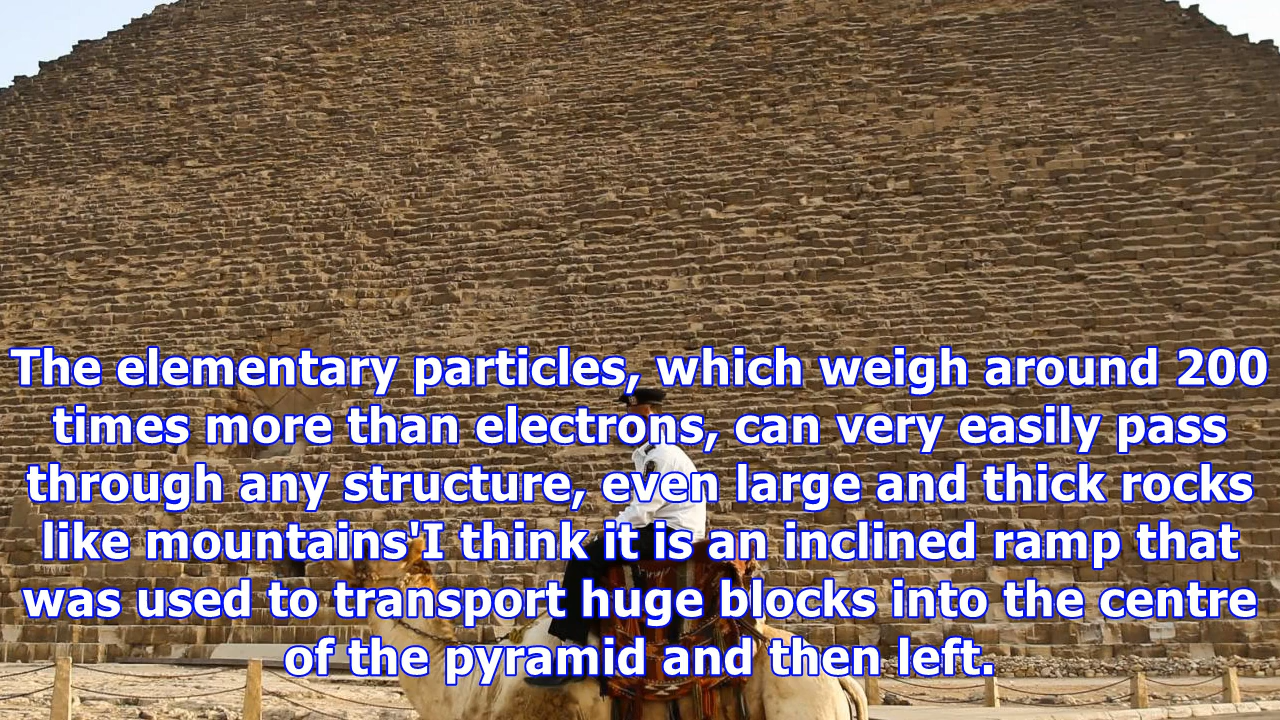 The elementary particles, which weigh around 200
times more than electrons, can very easily pass
through any structure, even large and thick rocks
like mountains'I think it is an inclined ramp that
was used to transport huge blocks into the centre
of the pyramid and then left.